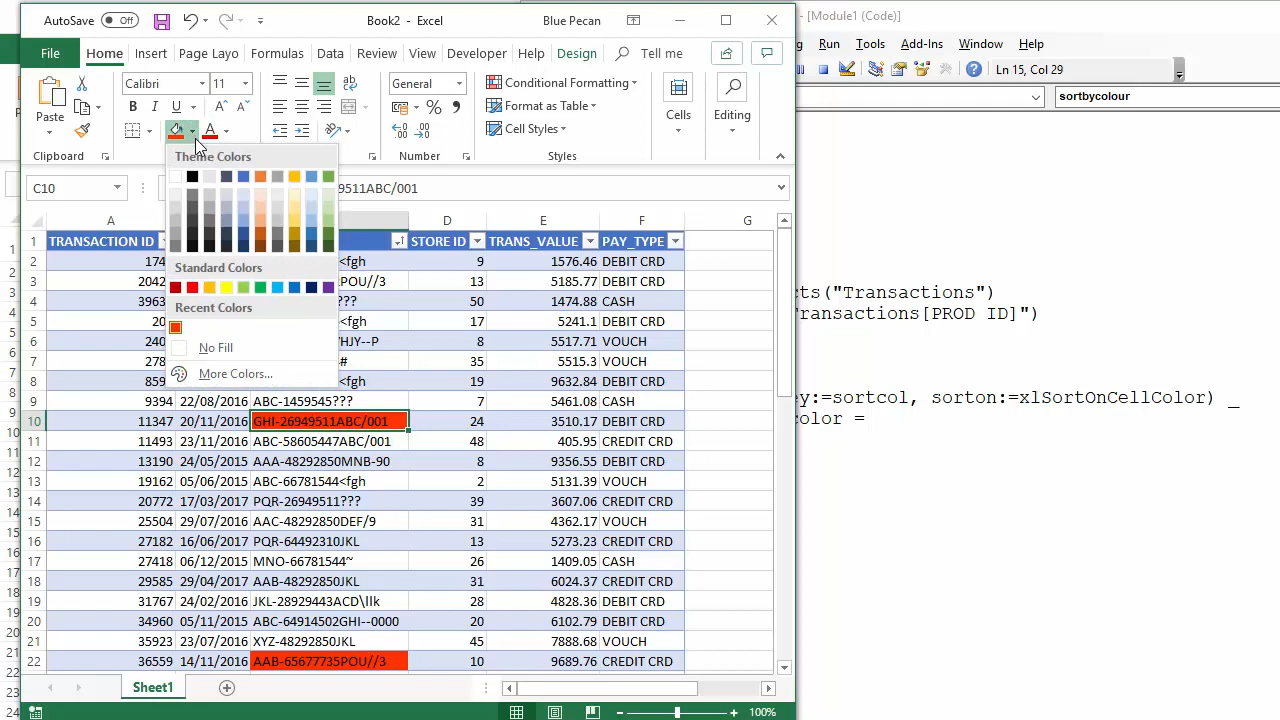 AutoSave Off Book2 - Excel Blue Pecan
- [Module1 (Code)]
File Home Insert Page Layo Formulas Data Review View Developer Help Design Tell me
Run Tools Add-Ins Window Help
Ln 15, Col 29
sortbycolour
Paste
Calibri 11
B I U
General
Conditional Formatting
Format as Table
Cell Styles
Cells
Editing
Clipboard Number Styles
C10
9511ABC/001
Theme Colors
Standard Colors
Recent Colors
No Fill
More Colors...
A D E F G
1 TRANSACTION ID STORE ID TRANS_VALUE PAY_TYPE
2 174 <fgh 9 1576.46 DEBIT CRD
3 2042 POU//3 13 5185.77 DEBIT CRD
4 3963 ??? 50 1474.88 CASH
5 20 <fgh 17 5241.1 DEBIT CRD
6 240 /HJY--P 8 5517.71 VOUCH
7 278 # 35 5515.3 VOUCH
8 859 <fgh 19 9632.84 DEBIT CRD
9 9394 22/08/2016 ABC-1459545??? 7 5461.08 CASH
10 11347 20/11/2016 GHI-26949511ABC/001 24 3510.17 DEBIT CRD
11 11493 23/11/2016 ABC-58605447ABC/001 48 405.95 CREDIT CRD
12 13190 24/05/2015 AAA-48292850MNB-90 8 9356.55 DEBIT CRD
13 19162 05/06/2015 ABC-66781544<fgh 2 5131.39 VOUCH
14 20772 17/03/2017 PQR-26949511??? 39 3607.06 CREDIT CRD
15 25504 29/07/2016 AAC-48292850DEF/9 31 4362.17 VOUCH
16 27182 16/06/2017 PQR-64492310JKL 13 5273.23 CREDIT CRD
17 27418 06/12/2015 MNO-66781544~ 26 1409.05 CASH
18 29585 29/04/2017 AAB-48292850JKL 31 6024.37 CREDIT CRD
19 31767 24/02/2016 JKL-28929443ACD\llk 28 4828.36 DEBIT CRD
20 34960 05/11/2015 ABC-64914502GHI--0000 20 6102.79 DEBIT CRD
21 35923 23/07/2016 XYZ-48292850JKL 45 7888.68 VOUCH
22 36559 14/11/2016 AAB-65677735POU//3 10 9689.76 CREDIT CRD
cts("Transactions")
Transactions[PROD ID]")
ey:=sortcol, sorton:=xlSortOnCellColor) _
color =
Sheet1
100%